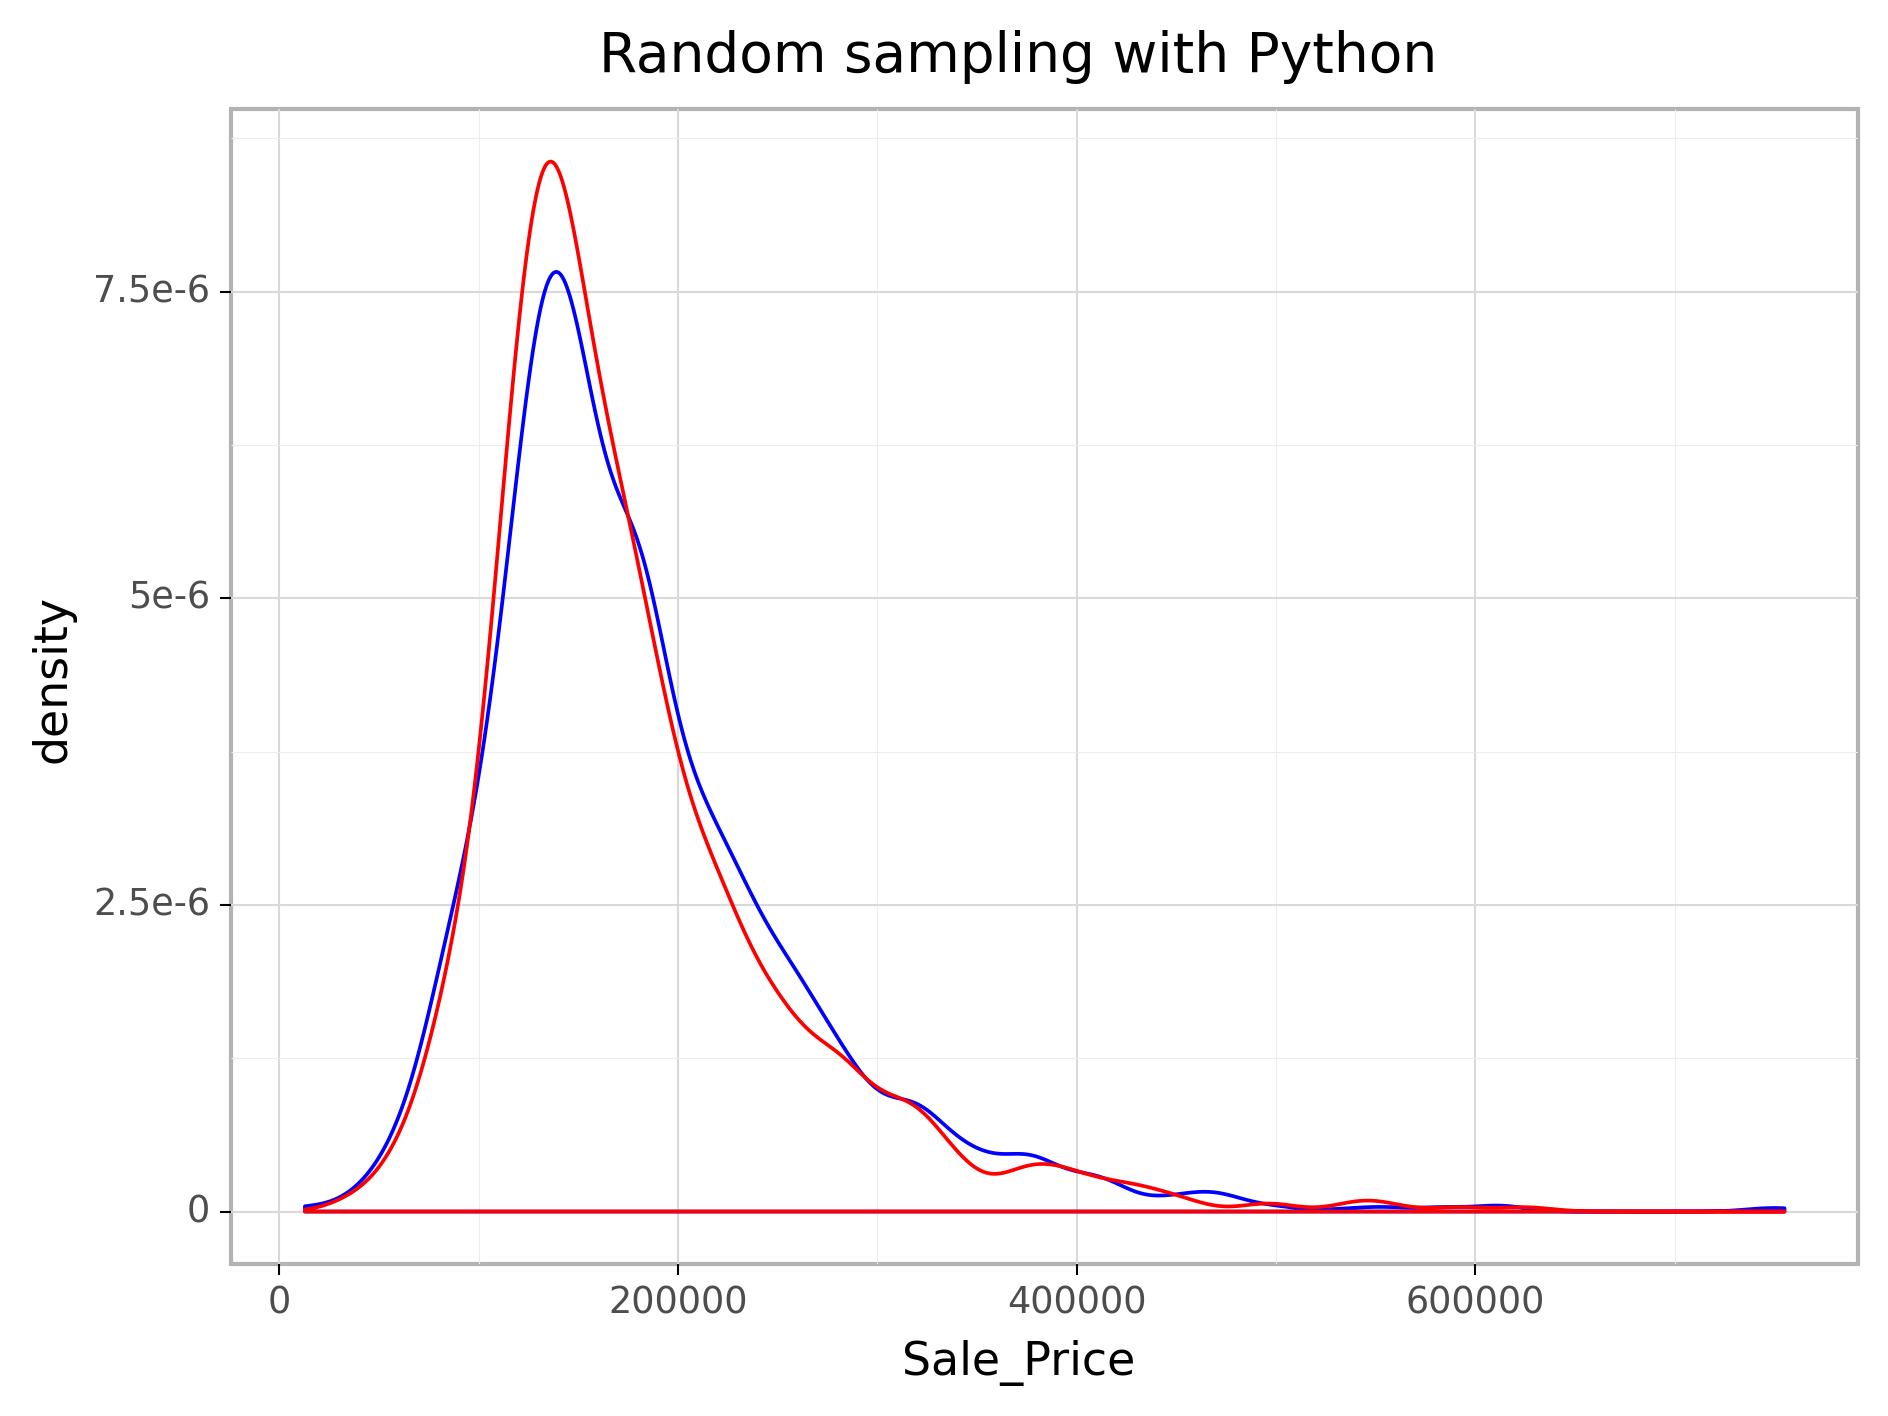 Random sampling with Python
density
7.5e-6
5e-6
2.5e-6
0
0 200000 400000 600000
Sale_Price